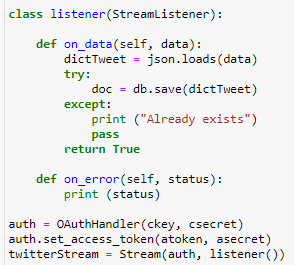 class listener(StreamListener):
def on_data(self, data):
dictTweet = json.loads(data)
try:
doc = db.save(dictTweet)
except:
print ("Already exists")
pass
return True
def on_error(self, status):
print (status)
auth = OAuthHandler(ckey, csecret)
auth.set_access_token(atoken, asecret)
twitterStream = Stream(auth, listener())